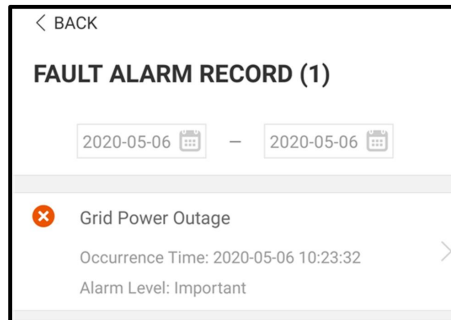 BACK
FAULT ALARM RECORD (1)
2020-05-06 – 2020-05-06
Grid Power Outage
Occurrence Time: 2020-05-06 10:23:32
Alarm Level: Important